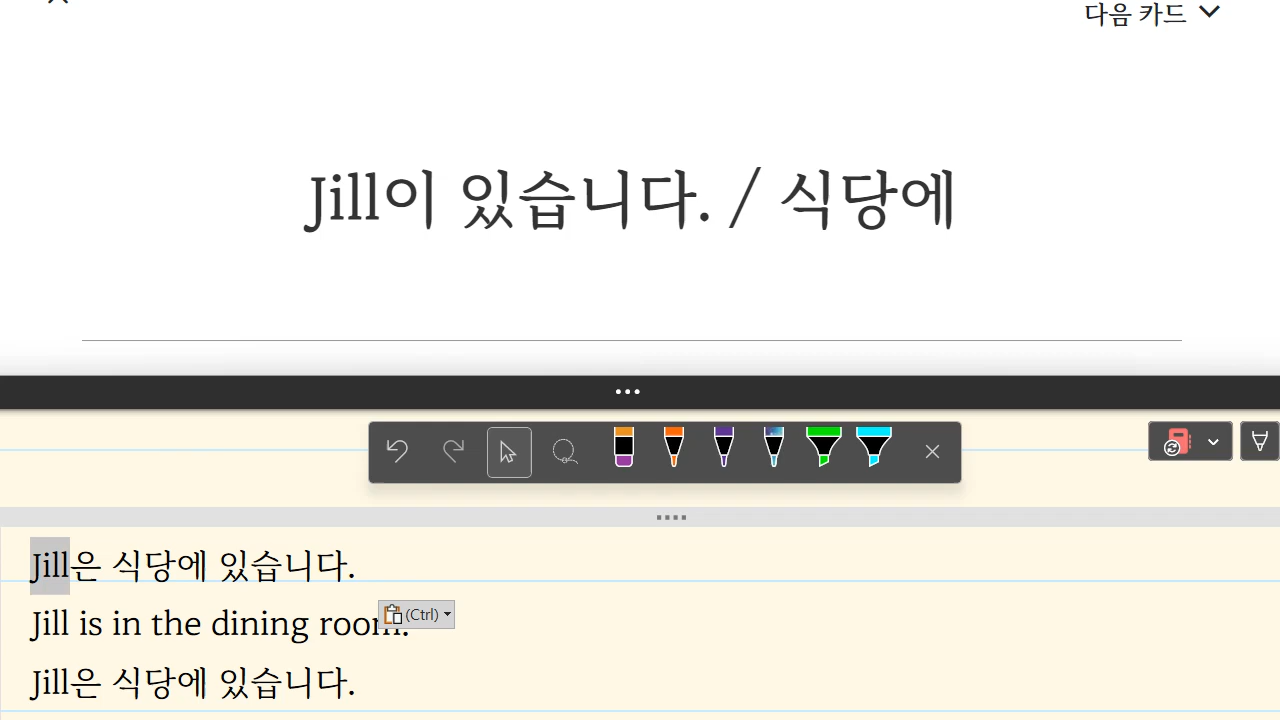 다음 카드
Jill이 있습니다. / 식당에
Jill은 식당에 있습니다.
(Ctrl)
Jill is in the dining room.
Jill은 식당에 있습니다.